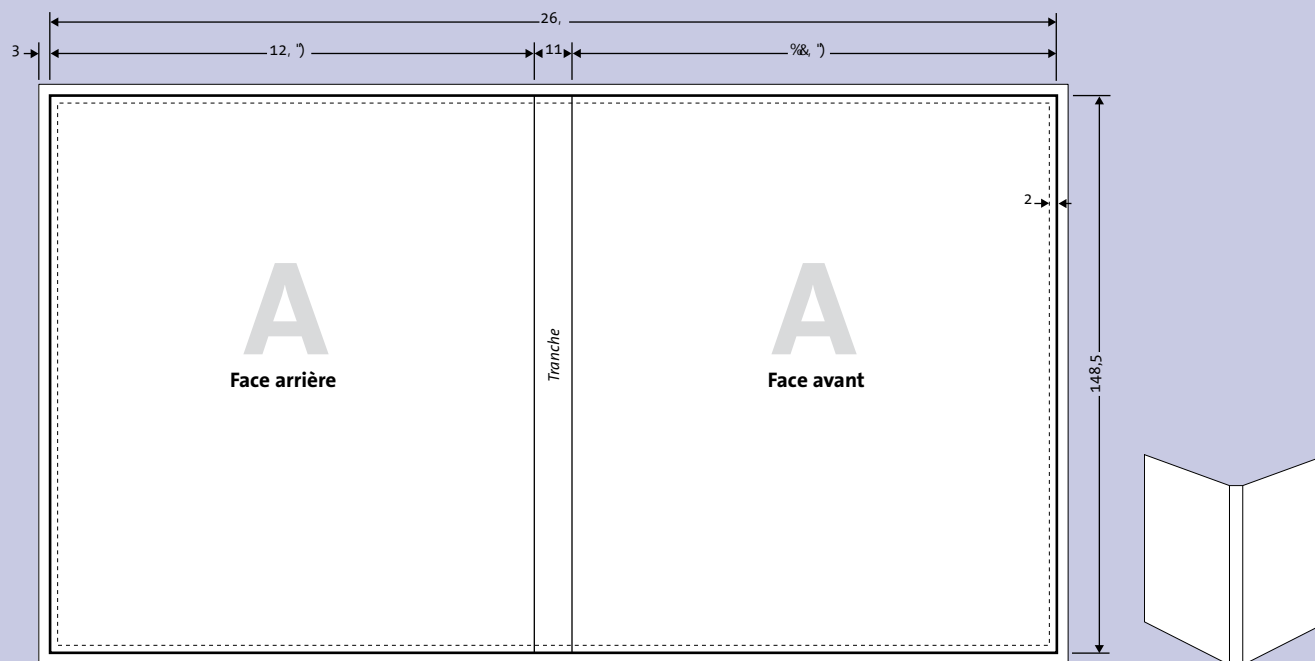 26,
3
12, ")
11
%&, ")
2
A
A
Face arrière
Tranche
Face avant
148,5